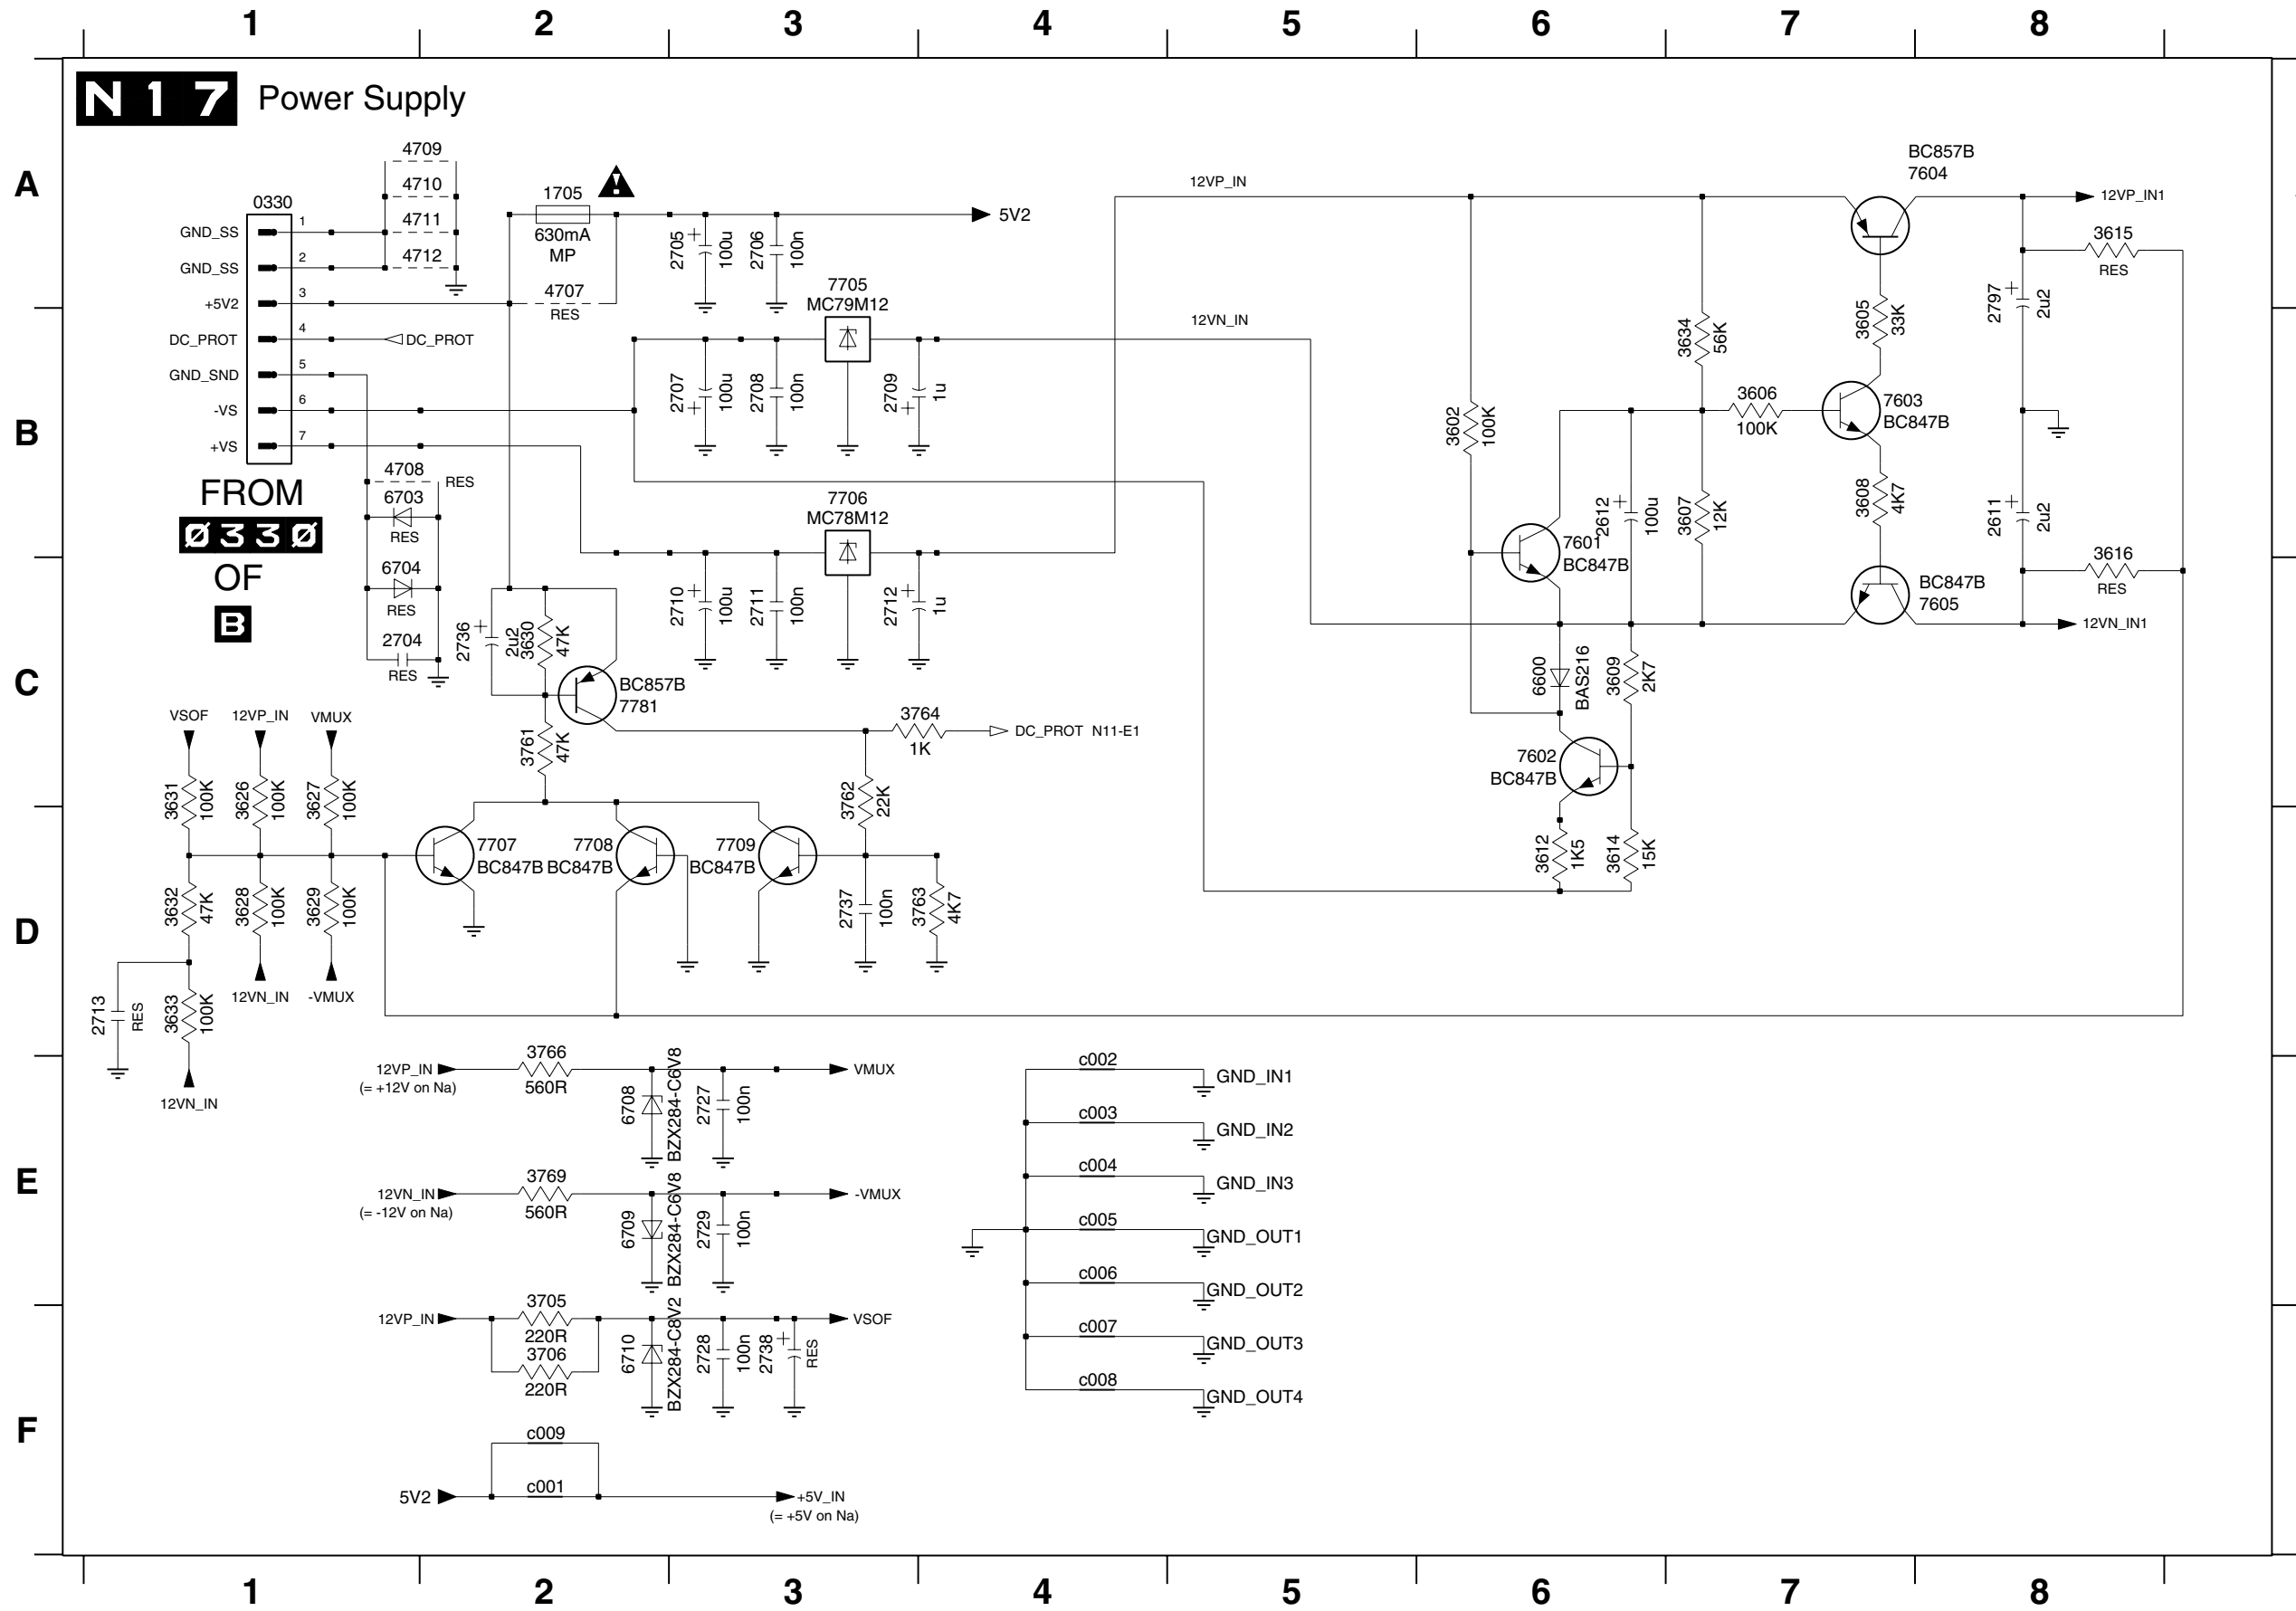 1 2 3 4 5 6 7 8
N17 Power Supply
A
B
C
D
E
F
0330
GND_SS 1
GND_SS 2
+5V2 3
DC_PROT 4
GND_SND 5
-VS 6
+VS 7
DC_PROT
FROM
Ø33Ø
OF
B
4709
4710
4711
4712
1705
630mA
MP
4707
RES
2705 100u
2706 100n
5V2
7705
MC79M12
2707 100u
2708 100n
2709 1u
12VP_IN
12VN_IN
4708 RES
6703
RES
6704
RES
2704
RES
7706
MC78M12
2710 100u
2711 100n
2712 1u
2736 2u2
3630 47K
BC857B
7781
3761 47K
3764
1K
DC_PROT N11-E1
3762 22K
VSOF 12VP_IN VMUX
3631 100K
3626 100K
3627 100K
3632 47K
3628 100K
3629 100K
12VN_IN -VMUX
2713 RES
3633 100K
12VN_IN
7707
BC847B
7708
BC847B
7709
BC847B
2737 100n
3763 4K7
BC857B
7604
12VP_IN1
3615
RES
2797 2u2
3605 33K
3634 56K
3606
100K
7603
BC847B
3602 100K
2612 100u
3607 12K
3608 4K7
2611 2u2
7601
BC847B
3616
RES
BC847B
7605
12VN_IN1
6600 BAS216
3609 2K7
7602
BC847B
3612 1K5
3614 15K
12VP_IN
(= +12V on Na)
3766
560R
6708 BZX284-C6V8
2727 100n
VMUX
12VN_IN
(= -12V on Na)
3769
560R
6709 BZX284-C6V8
2729 100n
-VMUX
12VP_IN
3705
220R
3706
220R
6710 BZX284-C8V2
2728 100n
2738 RES
VSOF
c009
5V2 c001 +5V_IN
(= +5V on Na)
c002 GND_IN1
c003 GND_IN2
c004 GND_IN3
c005 GND_OUT1
c006 GND_OUT2
c007 GND_OUT3
c008 GND_OUT4
1 2 3 4 5 6 7 8